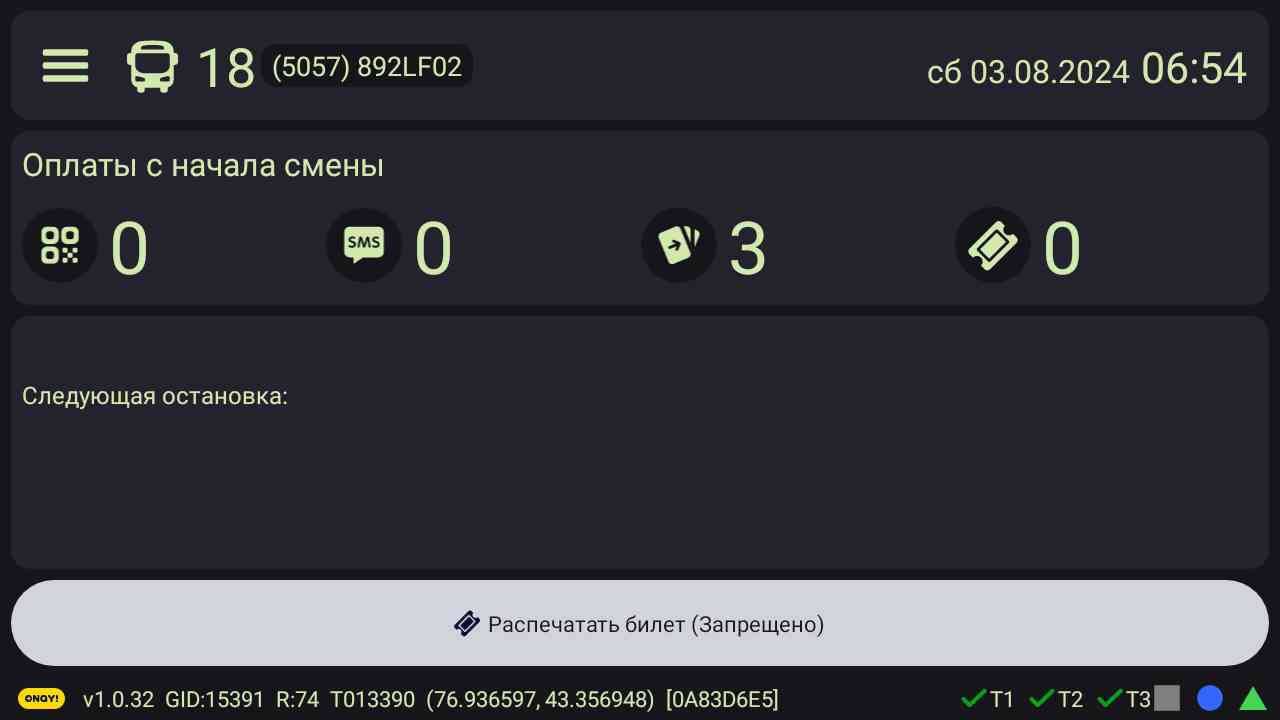 18 (5057) 892LF02 сб 03.08.2024 06:54
Оплаты с начала смены
0 SMS 0 3 0
Следующая остановка:
Распечатать билет (Запрещено)
ONAY! v1.0.32 GID:15391 R:74 T013390 (76.936597, 43.356948) [0A83D6E5] T1 T2 T3